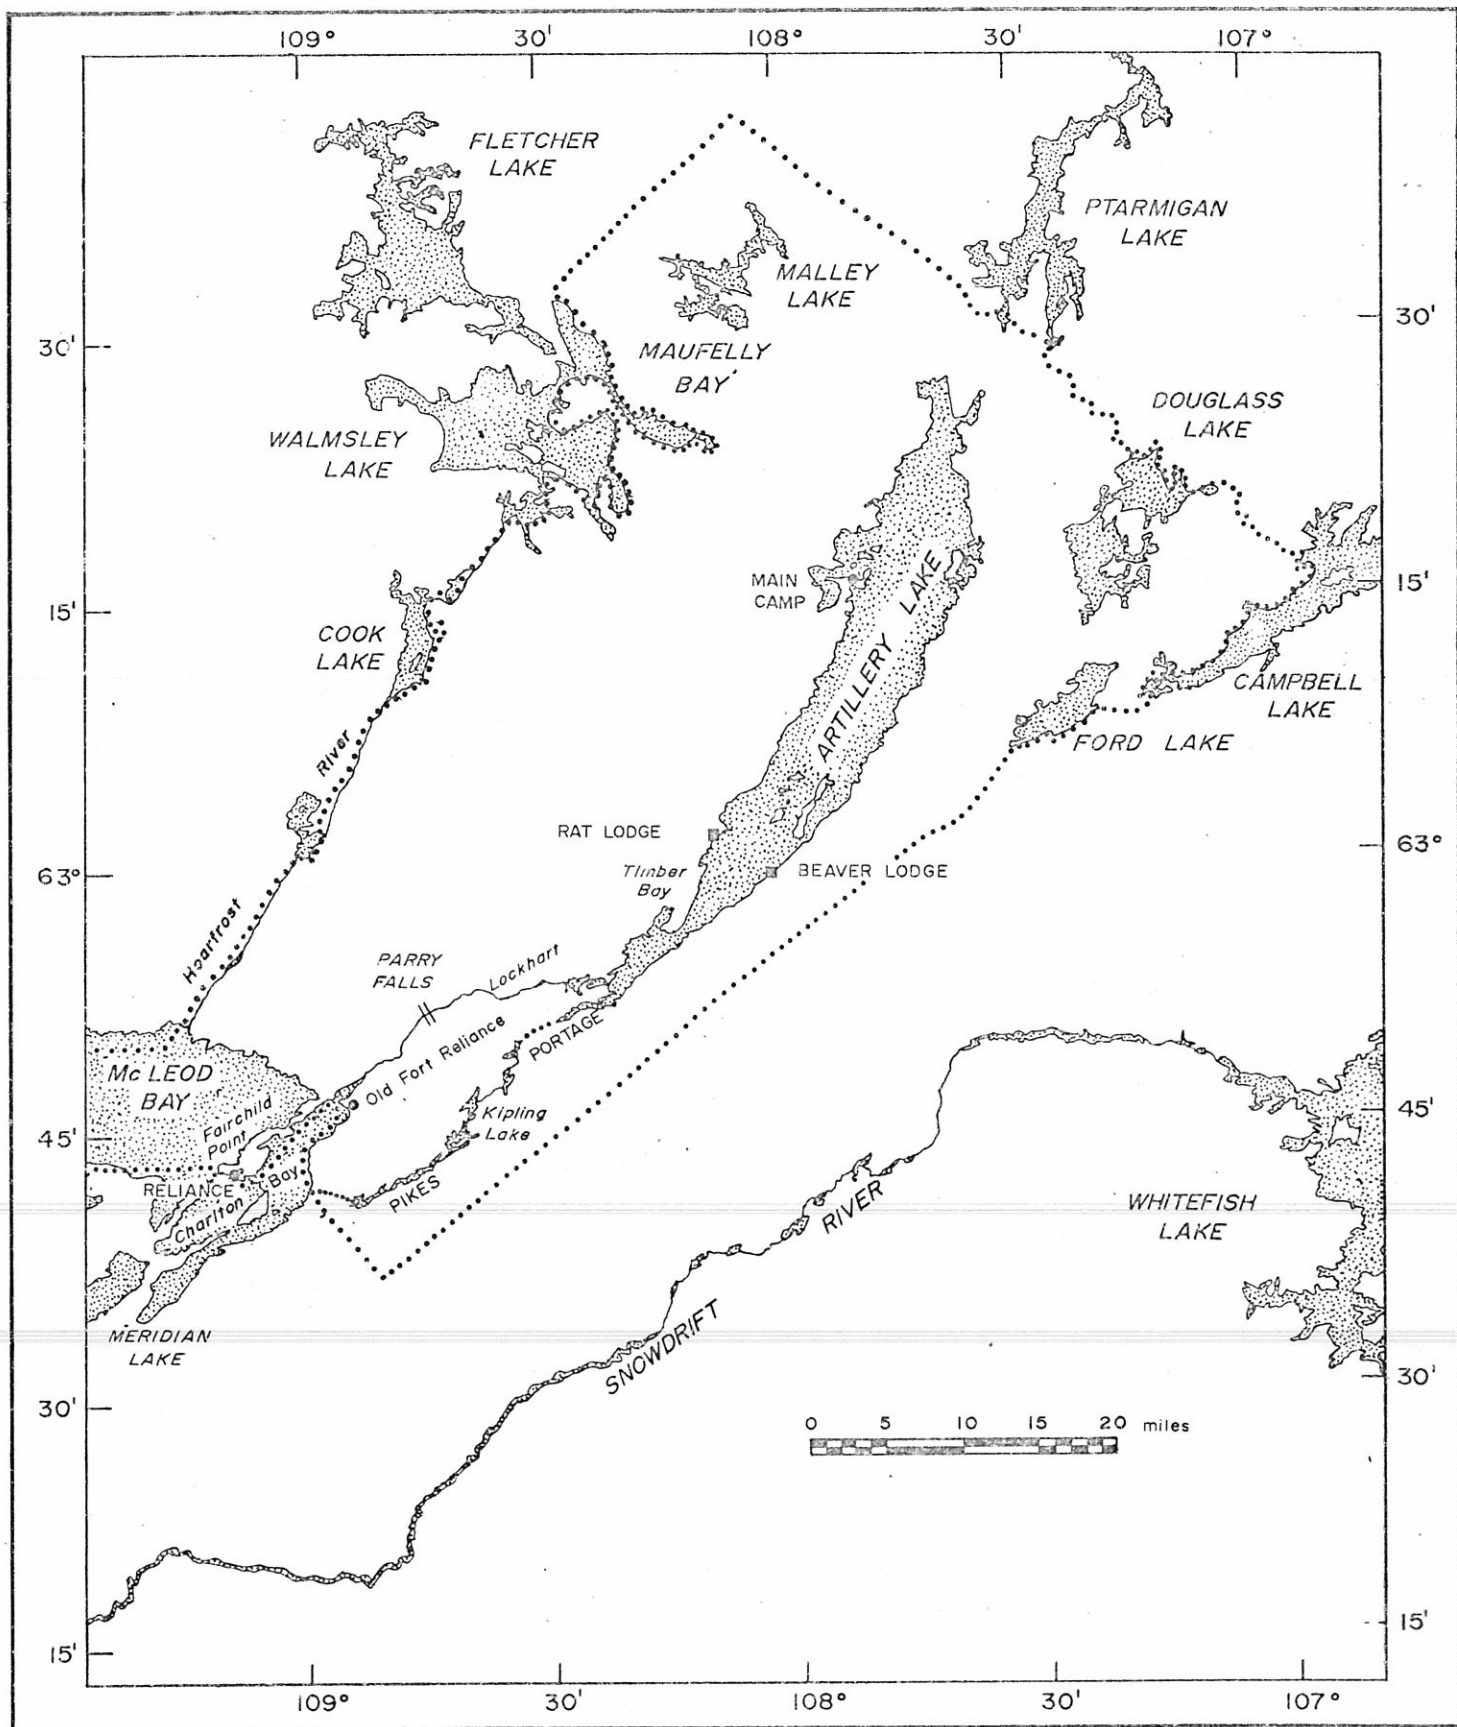 109°
30'
108°
30'
107°
FLETCHER
LAKE
PTARMIGAN
LAKE
MALLEY
LAKE
30'
30'
MAUFELLY
BAY
DOUGLASS
LAKE
WALMSLEY
LAKE
MAIN
CAMP
15'
15'
ARTILLERY LAKE
COOK
LAKE
CAMPBELL
LAKE
FORD LAKE
River
RAT LODGE
63°
Timber
Bay
BEAVER LODGE
63°
Hoarfrost
PARRY
FALLS
Lockhart
PORTAGE
Mc LEOD
BAY
Old Fort Reliance
Fairchild
Point
Kipling
Lake
45'
45'
RELIANCE
Bay
PIKES
Charlton
RIVER
WHITEFISH
LAKE
MERIDIAN
LAKE
SNOWDRIFT
30'
30'
0 5 10 15 20 miles
15'
15'
109°
30'
108°
30'
107°